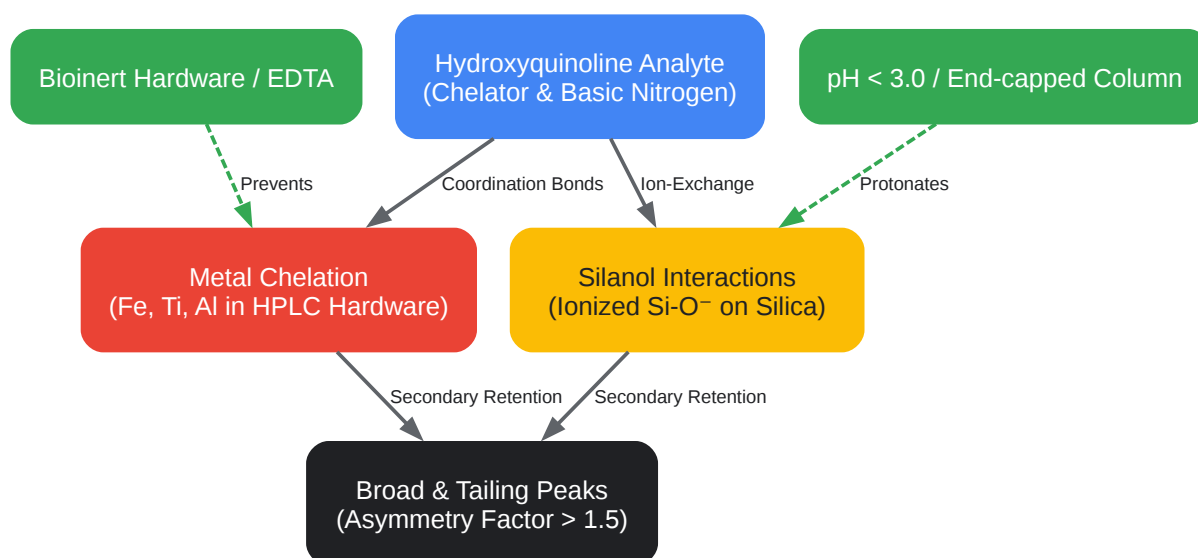 Bioinert Hardware / EDTA
Hydroxyquinoline Analyte
(Chelator & Basic Nitrogen)
pH < 3.0 / End-capped Column
Prevents
Coordination Bonds
Ion-Exchange
Protonates
Metal Chelation
(Fe, Ti, Al in HPLC Hardware)
Silanol Interactions
(Ionized Si-O⁻ on Silica)
Secondary Retention
Secondary Retention
Broad & Tailing Peaks
(Asymmetry Factor > 1.5)